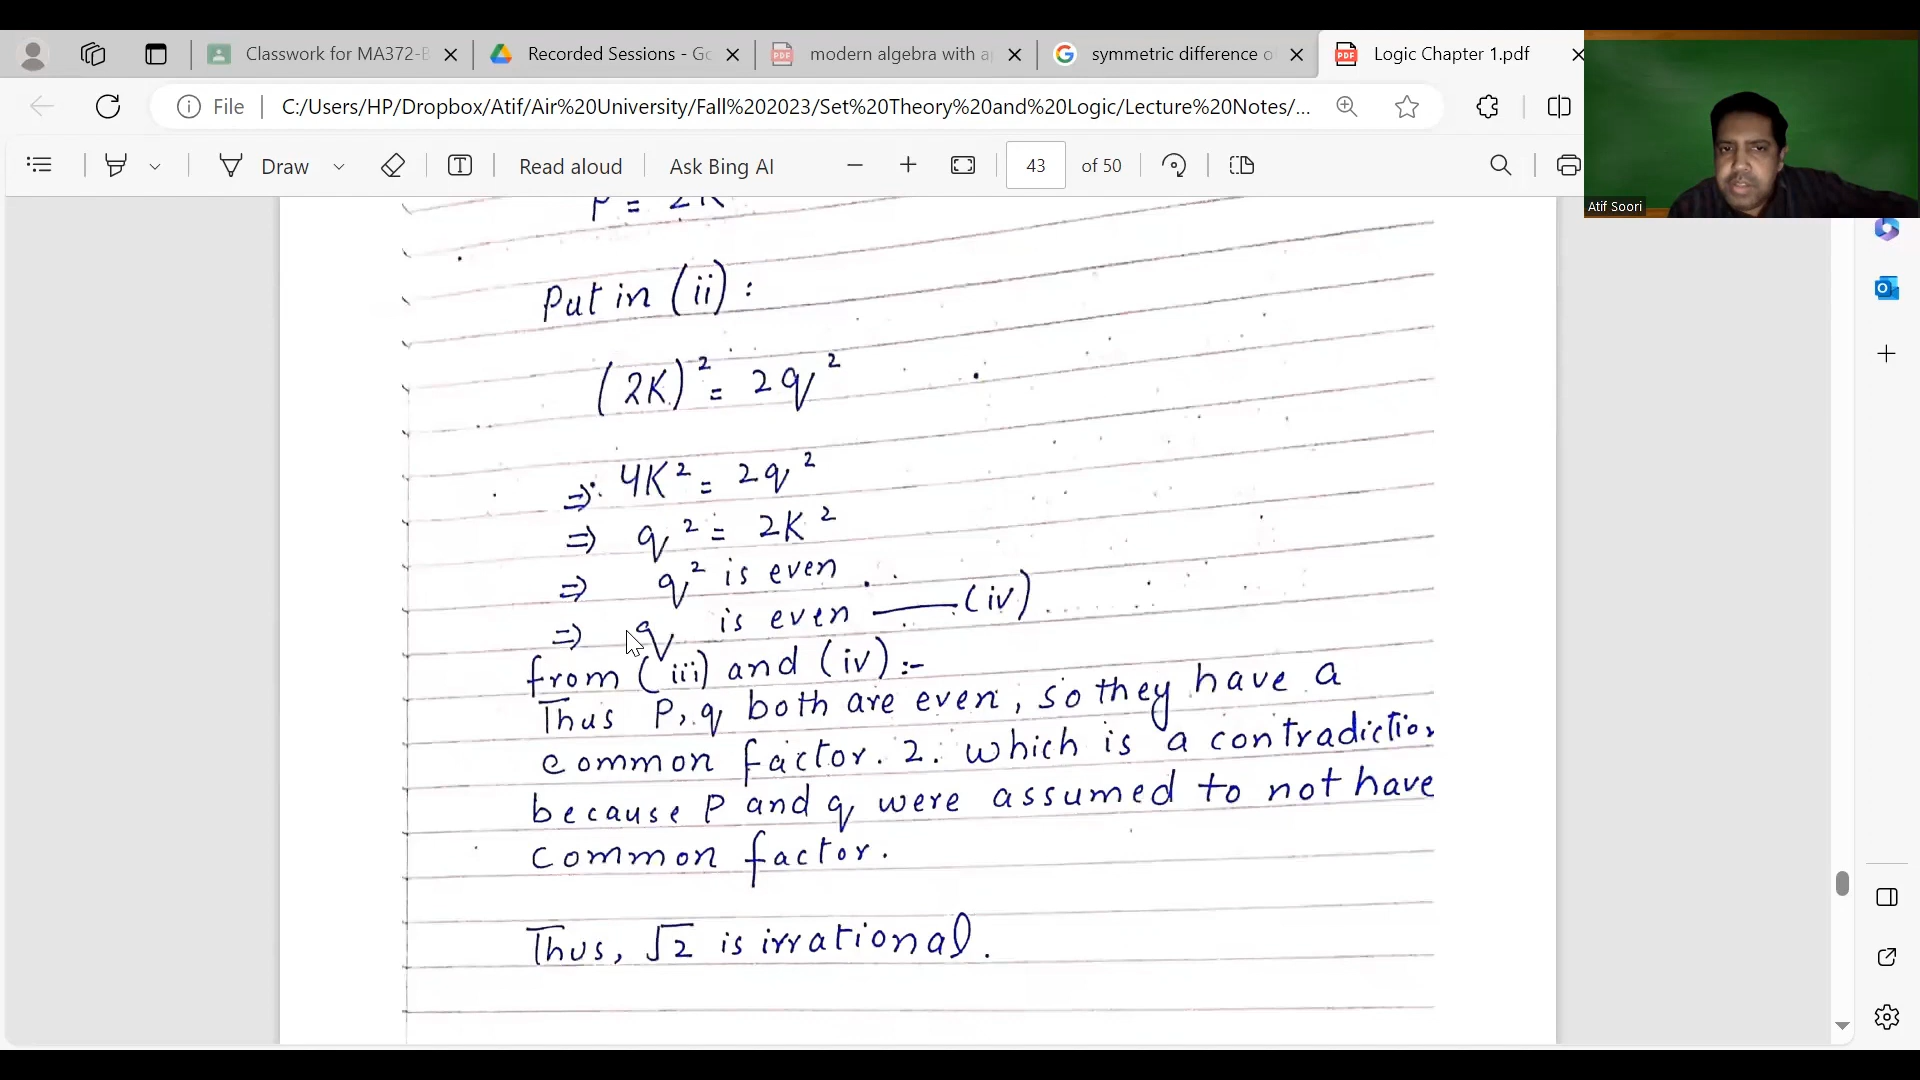 Classwork for MA372-B
Recorded Sessions - Go
modern algebra with a
symmetric difference o
Logic Chapter 1.pdf
File
C:/Users/HP/Dropbox/Atif/Air%20University/Fall%202023/Set%20Theory%20and%20Logic/Lecture%20Notes/...
Draw
Read aloud
Ask Bing AI
43 of 50
Atif Soori
P = 2K
Put in (ii) :
(2K)² = 2q²
⇒ 4K² = 2q²
⇒ q² = 2K²
⇒ q² is even
⇒ q is even —— (iv)
from (iii) and (iv) :-
Thus P, q both are even, so they have a
common factor. 2. which is a contradiction
because P and q were assumed to not have
common factor.
Thus, √2 is irrational.